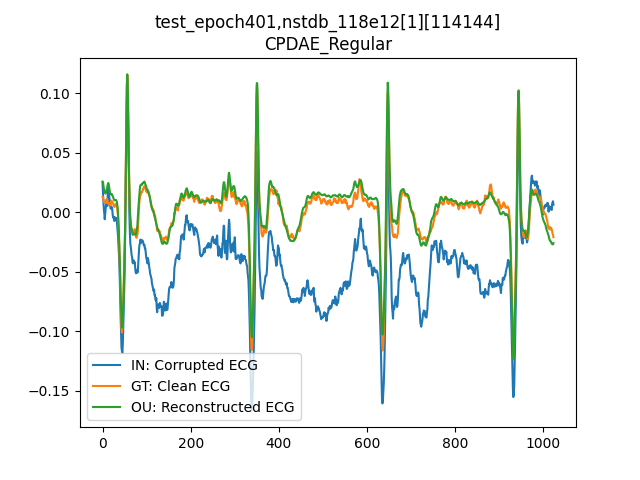 test_epoch401,nstdb_118e12[1][114144]
CPDAE_Regular
0.10
0.05
0.00
−0.05
−0.10
−0.15
IN: Corrupted ECG
GT: Clean ECG
OU: Reconstructed ECG
0 200 400 600 800 1000